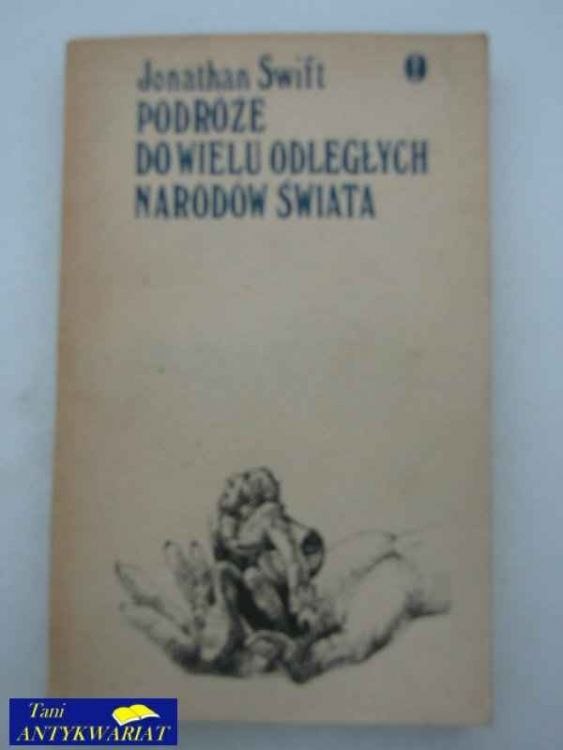 Jonathan Swift
PODRÓŻE
DO WIELU ODLEGŁYCH
NARODÓW ŚWIATA
Tani
ANTYKWARIAT